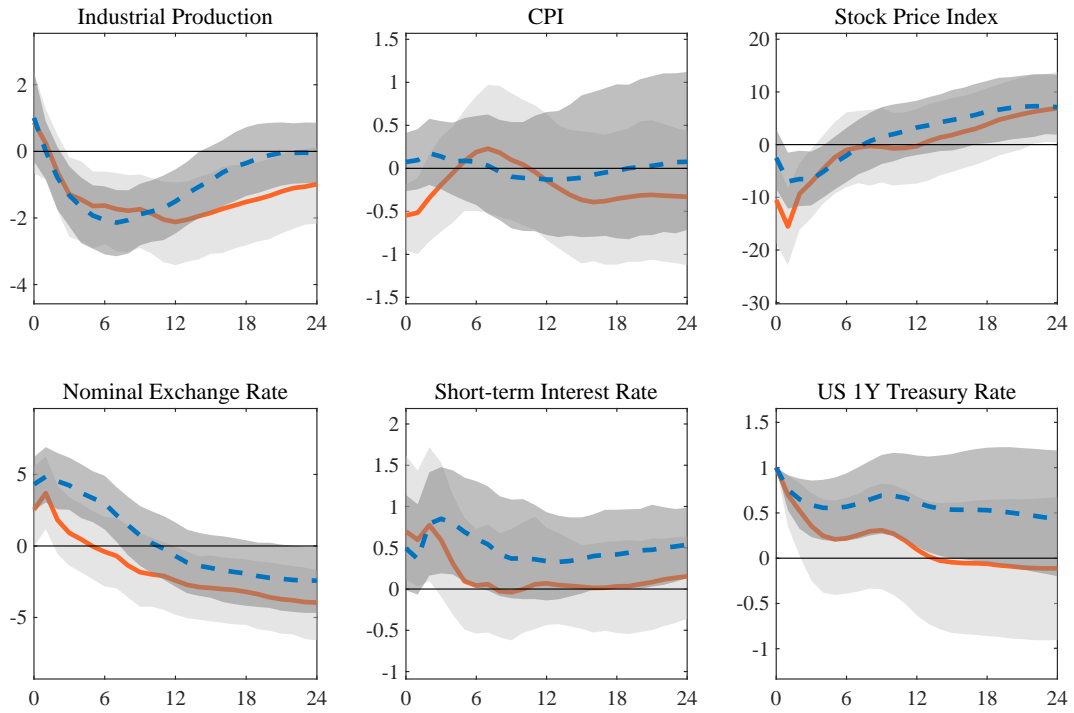 Industrial Production
CPI
Stock Price Index
2
0
-2
-4
0 6 12 18 24
1.5
1
0.5
0
-0.5
-1
-1.5
0 6 12 18 24
20
10
0
-10
-20
-30
0 6 12 18 24
Nominal Exchange Rate
Short-term Interest Rate
US 1Y Treasury Rate
5
0
-5
0 6 12 18 24
2
1.5
1
0.5
0
-0.5
-1
0 6 12 18 24
1.5
1
0.5
0
-0.5
-1
0 6 12 18 24